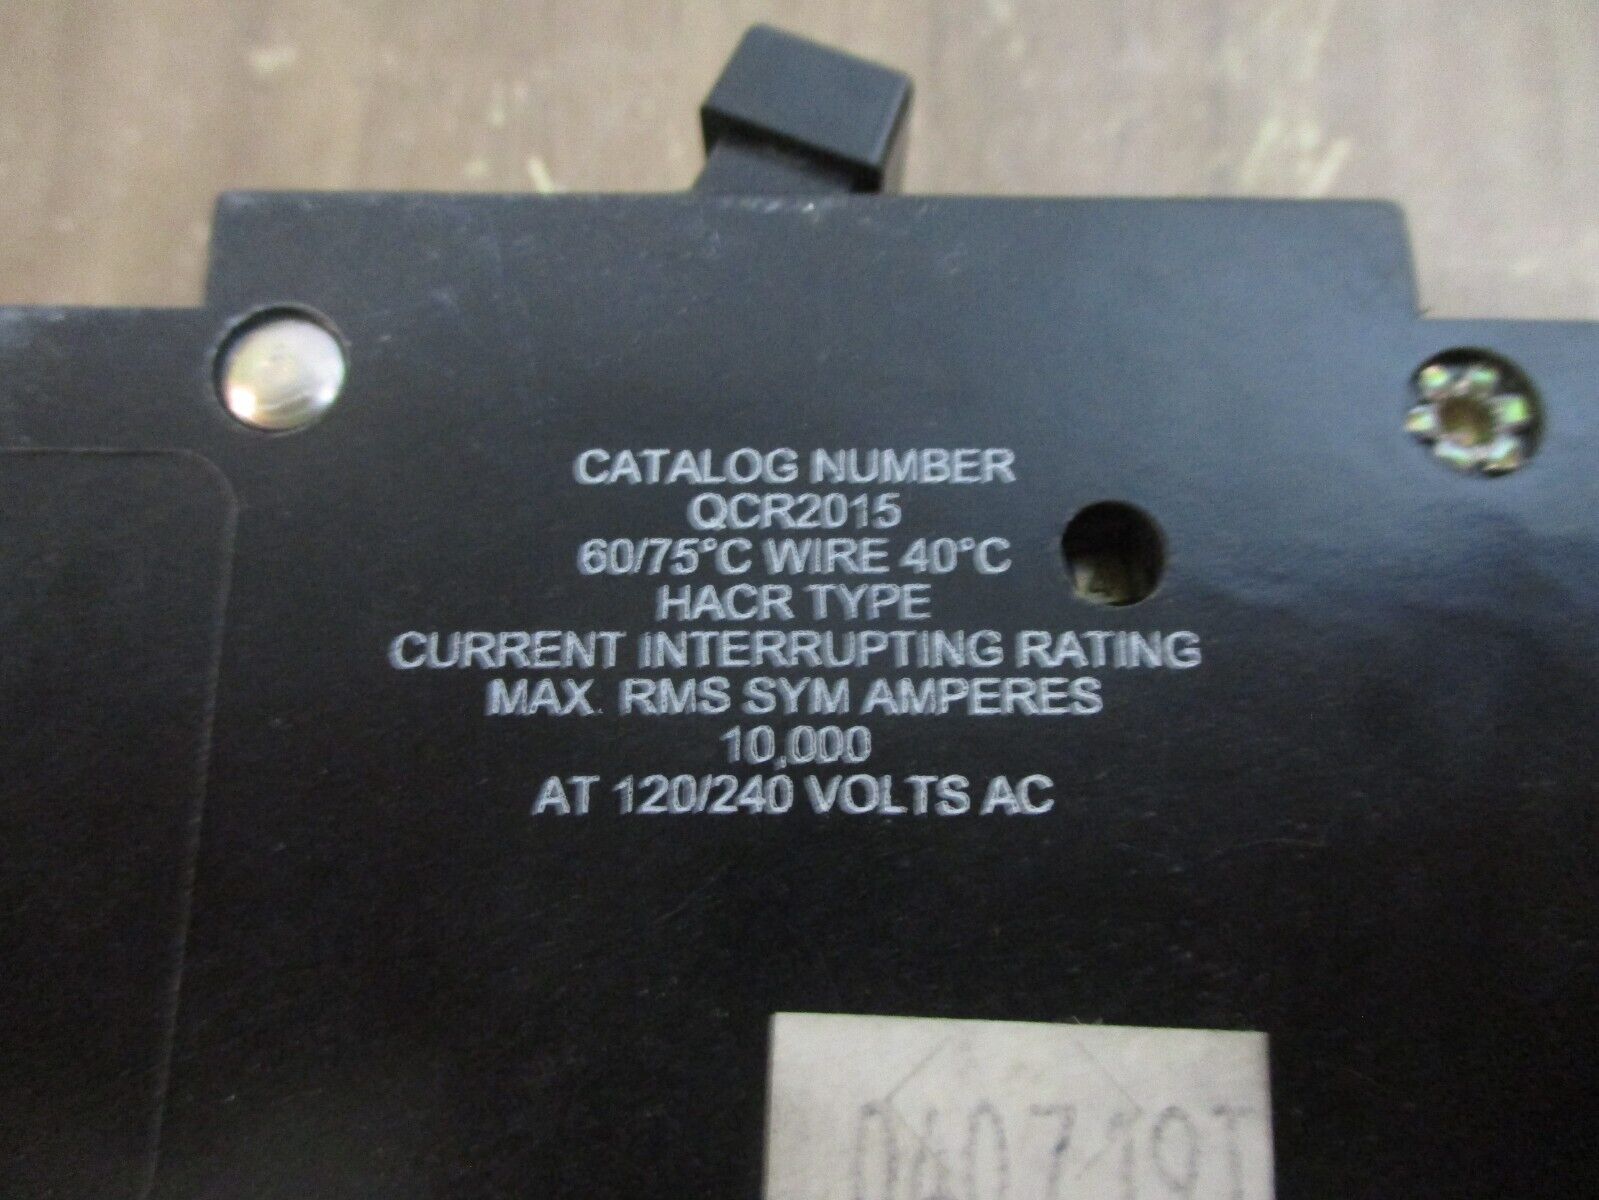 CATALOG NUMBER
QCR2015
60/75°C WIRE 40°C
HACR TYPE
CURRENT INTERRUPTING RATING
MAX. RMS SYM AMPERES
10,000
AT 120/240 VOLTS AC
060719T